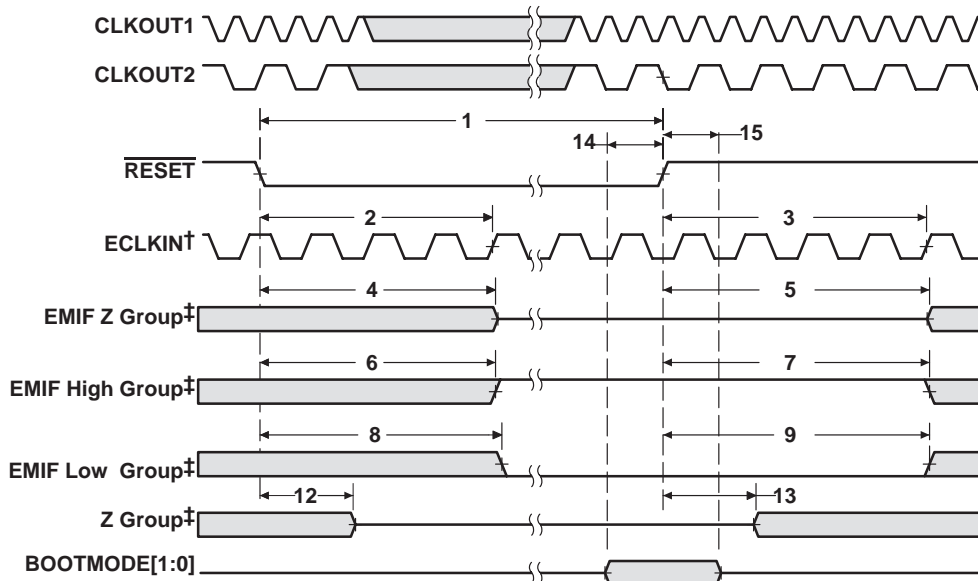 CLKOUT1
CLKOUT2
1
14
15
RESET
2
3
ECLKIN†
4
5
EMIF Z Group‡
6
7
EMIF High Group‡
8
9
EMIF Low Group‡
12
13
Z Group‡
BOOTMODE[1:0]